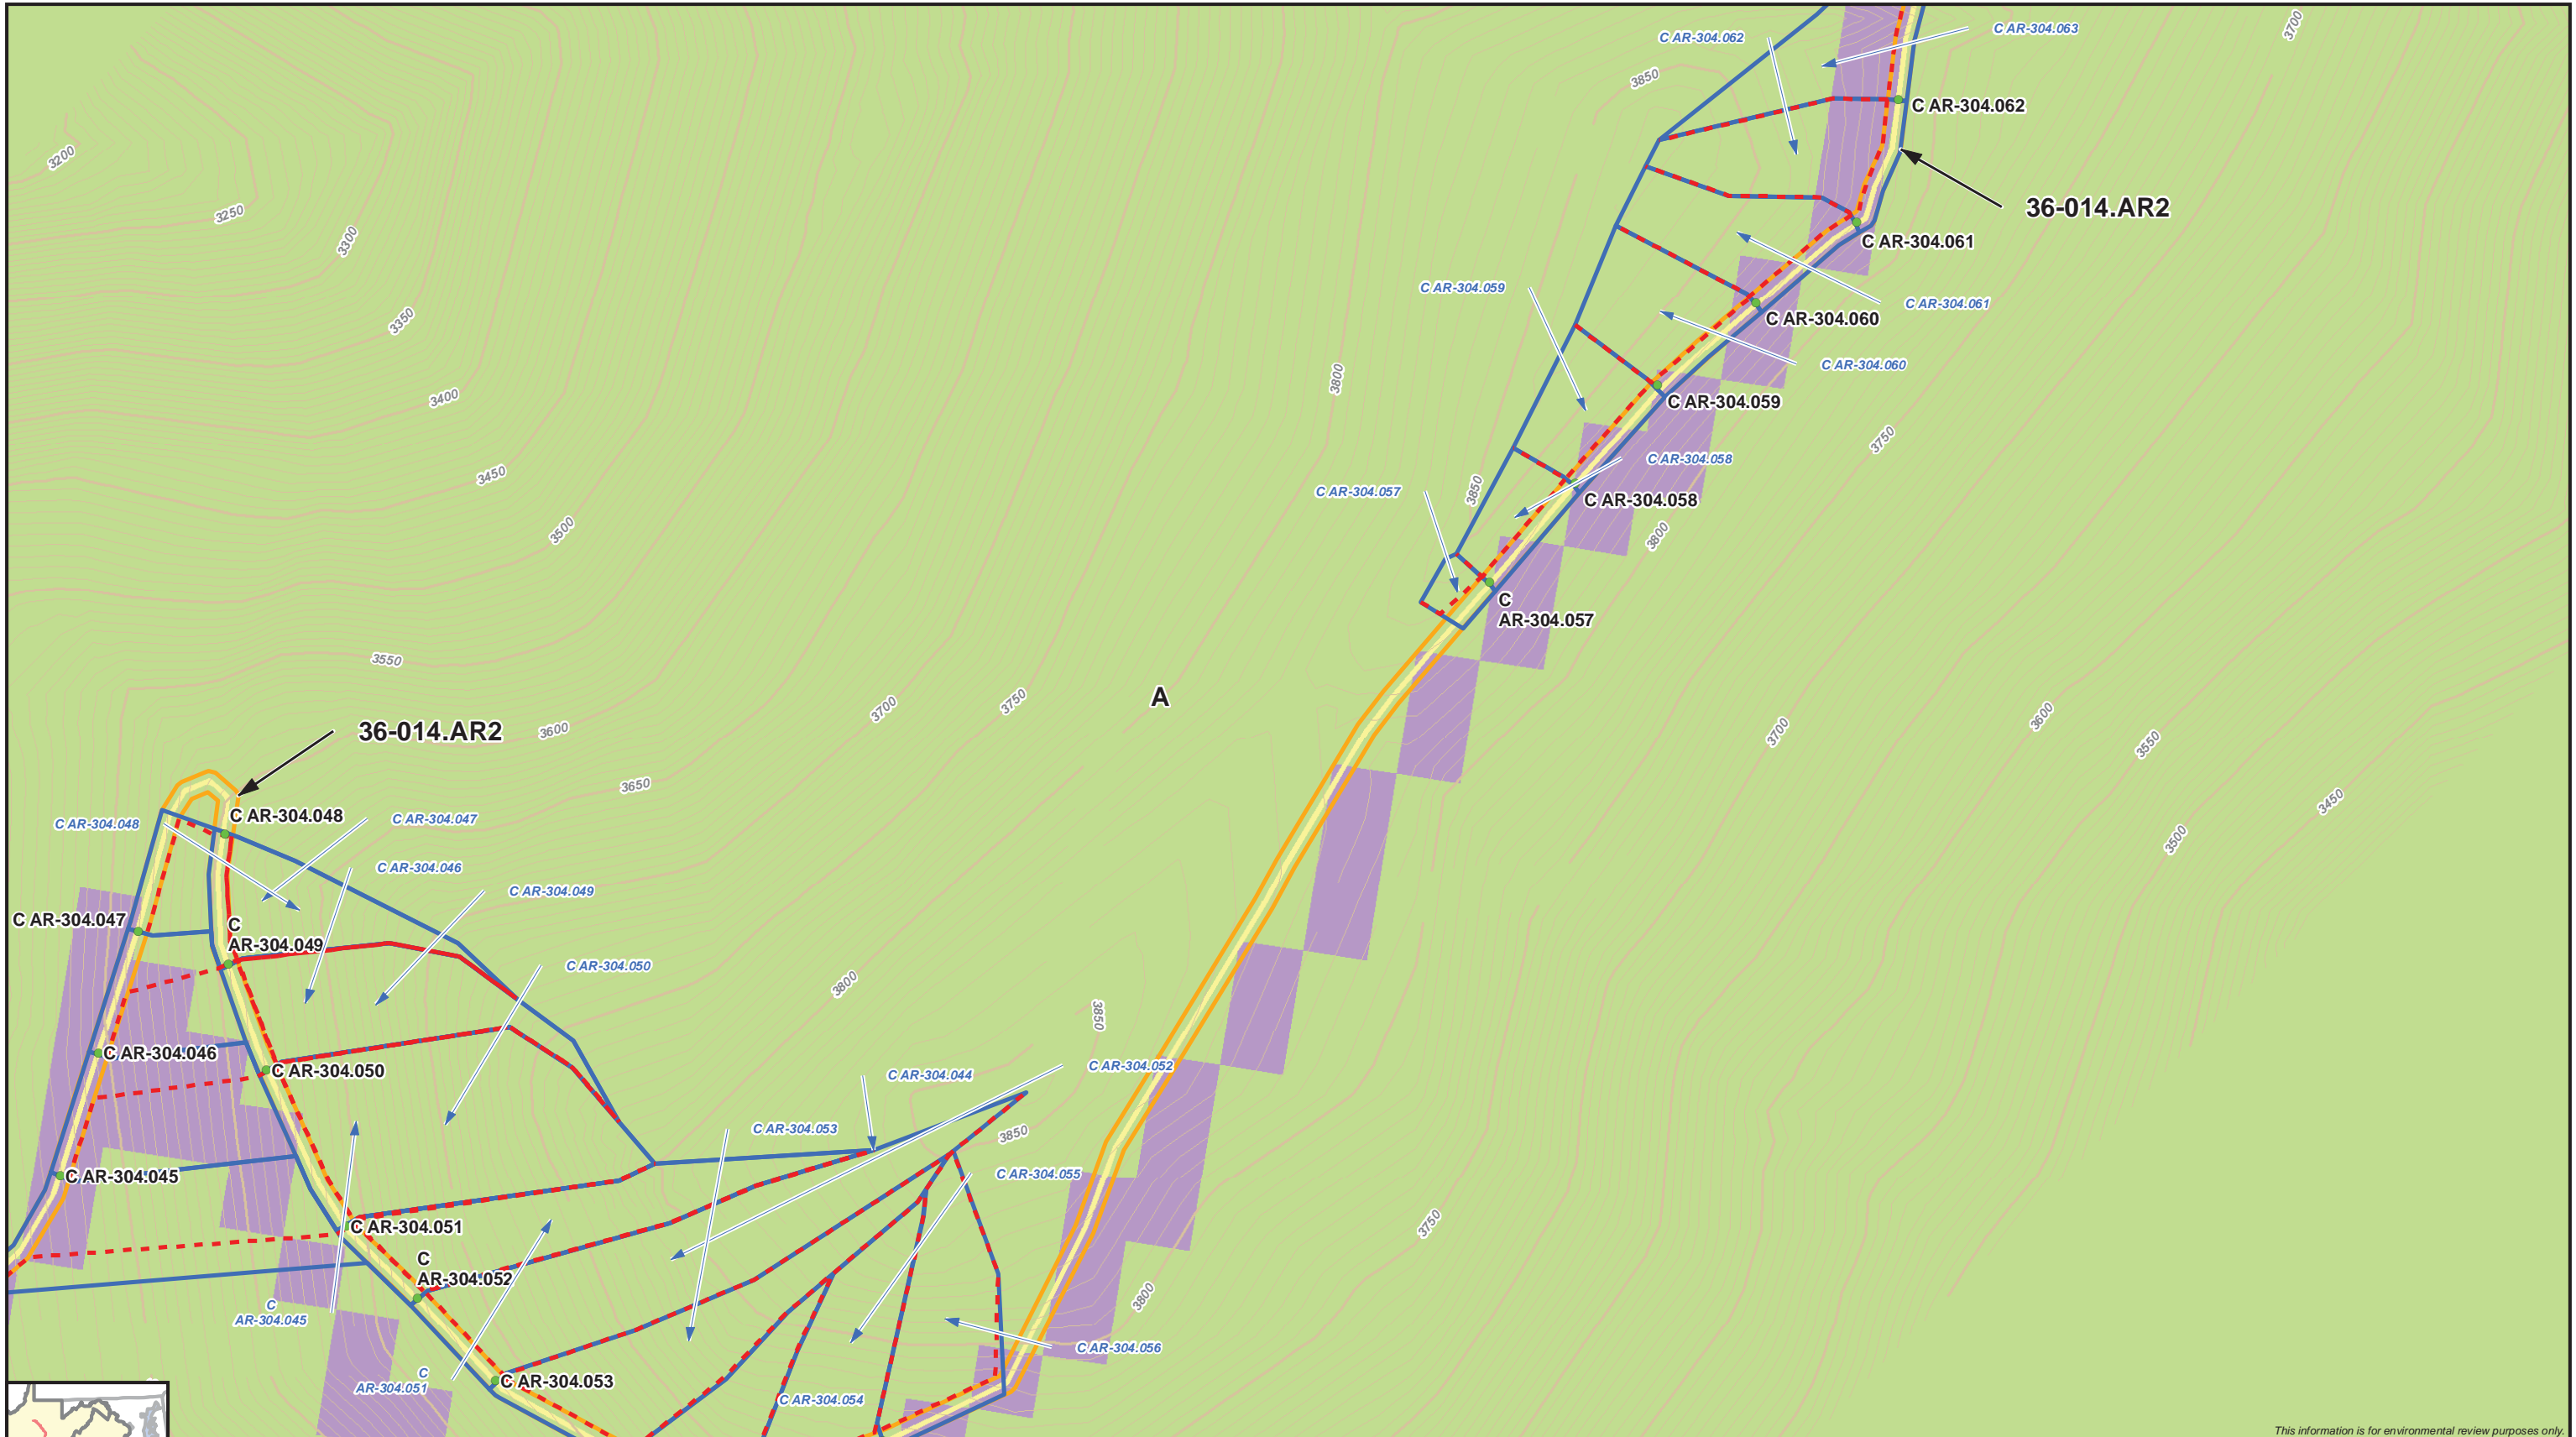 3700
C AR-304.063
C AR-304.062
3850
C AR-304.062
3200
36-014.AR2
3250
3300
C AR-304.061
C AR-304.059
C AR-304.061
3350
C AR-304.060
C AR-304.060
3800
3400
C AR-304.059
3750
3450
C AR-304.058
C AR-304.057
3850
C AR-304.058
3500
3800
C
AR-304.057
3550
A
3700
3750
3600
3700
3600
3550
36-014.AR2
3650
3450
C AR-304.048
C AR-304.048
C AR-304.047
3500
C AR-304.046
C AR-304.049
C AR-304.047
C
AR-304.049
C AR-304.050
3800
3850
C AR-304.046
C AR-304.050
C AR-304.052
C AR-304.044
C AR-304.053
3850
C AR-304.045
C AR-304.055
C AR-304.051
3750
C
AR-304.052
3800
C
AR-304.045
C AR-304.056
C
AR-304.051
C AR-304.053
C AR-304.054
This information is for environmental review purposes only.